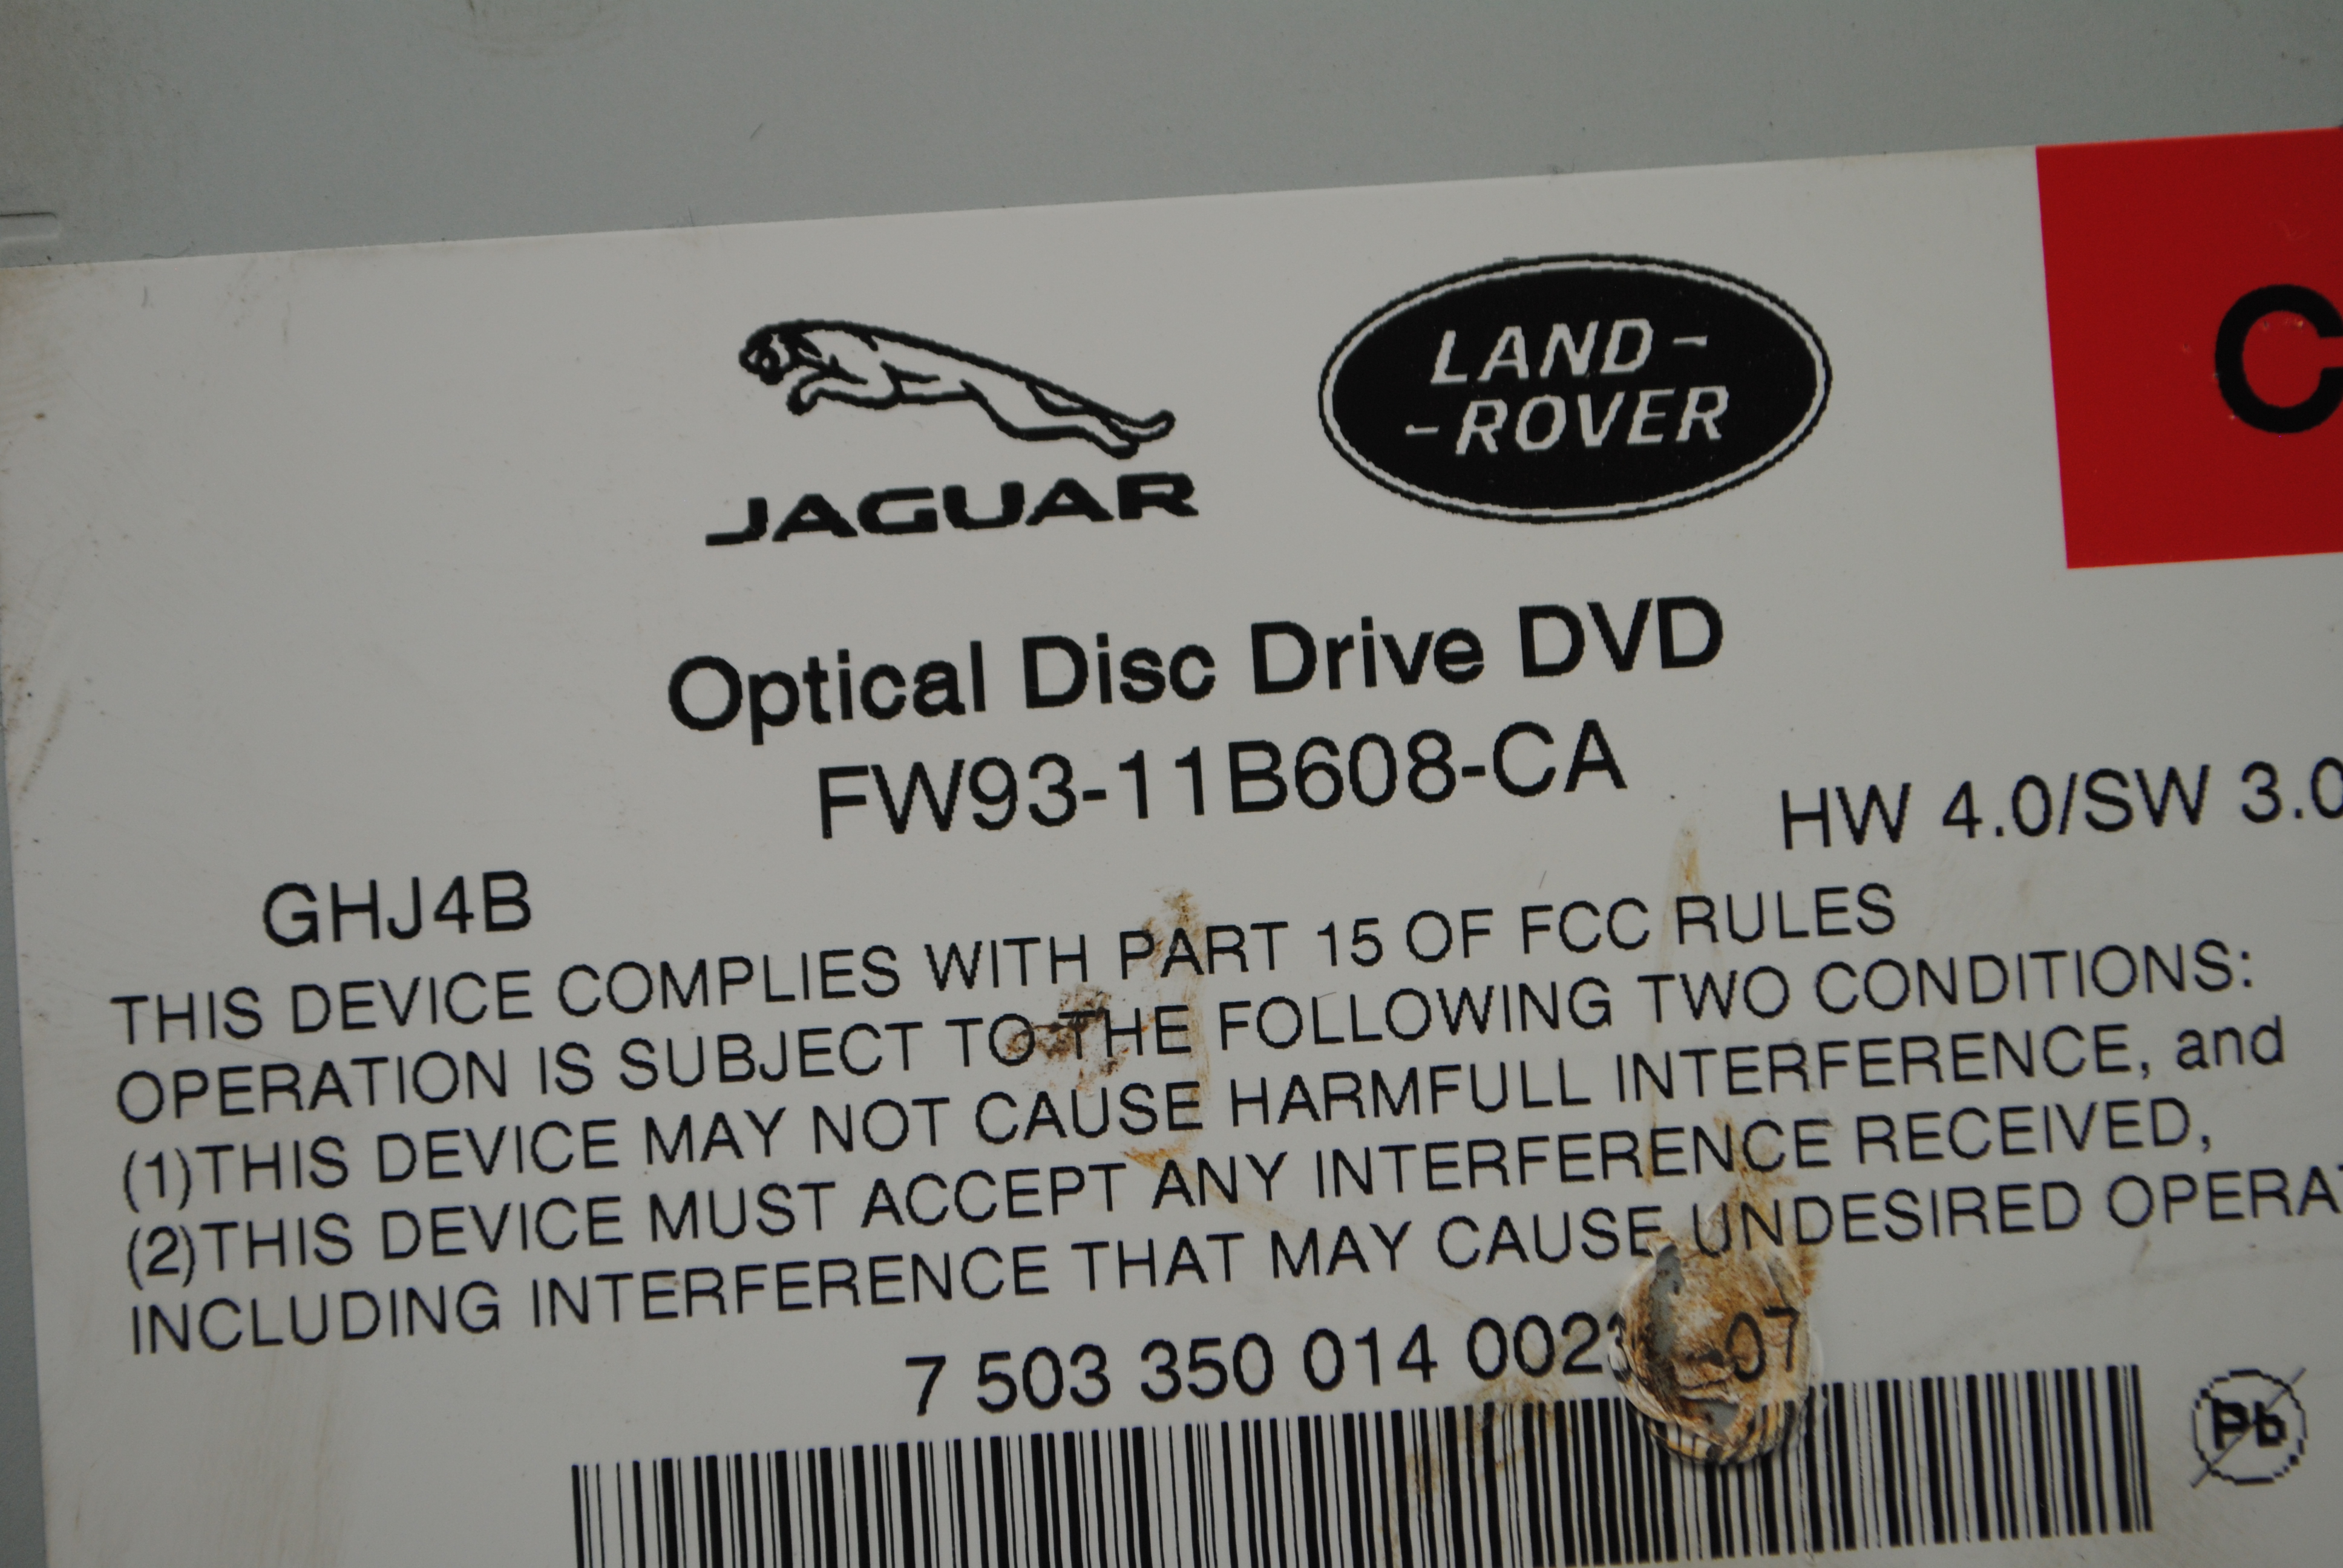 LAND-
-ROVER
C
JAGUAR
Optical Disc Drive DVD
FW93-11B608-CA
HW 4.0/SW 3.0
GHJ4B
THIS DEVICE COMPLIES WITH PART 15 OF FCC RULES
OPERATION IS SUBJECT TO THE FOLLOWING TWO CONDITIONS:
(1)THIS DEVICE MAY NOT CAUSE HARMFULL INTERFERENCE, and
(2)THIS DEVICE MUST ACCEPT ANY INTERFERENCE RECEIVED,
INCLUDING INTERFERENCE THAT MAY CAUSE UNDESIRED OPERA
7 503 350 014 07
Pb